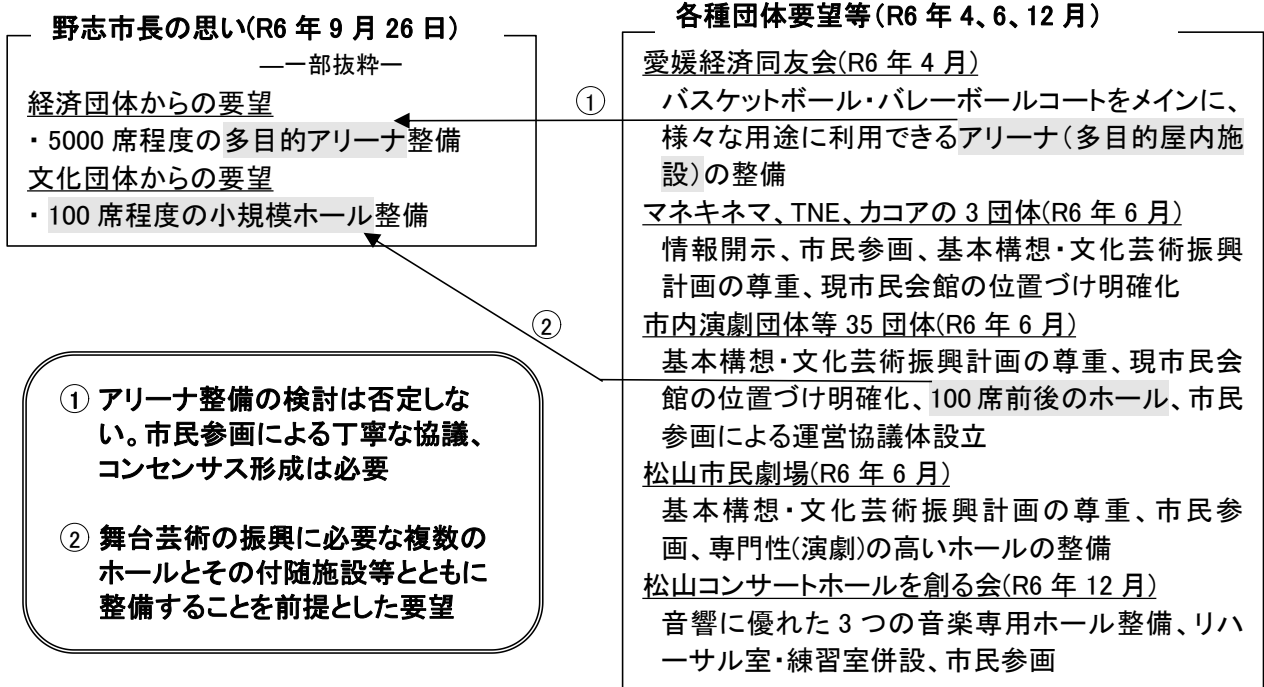 野志市長の思い(R6 年 9 月 26 日)
―一部抜粋―
経済団体からの要望
・5000 席程度の多目的アリーナ整備
文化団体からの要望
・100 席程度の小規模ホール整備
①
②
① アリーナ整備の検討は否定しな
い。市民参画による丁寧な協議、
コンセンサス形成は必要
② 舞台芸術の振興に必要な複数の
ホールとその付随施設等とともに
整備することを前提とした要望
各種団体要望等(R6 年 4、6、12 月)
愛媛経済同友会(R6 年 4 月)
バスケットボール・バレーボールコートをメインに、
様々な用途に利用できるアリーナ(多目的屋内施
設)の整備
マネキネマ、TNE、カコアの 3 団体(R6 年 6 月)
情報開示、市民参画、基本構想・文化芸術振興
計画の尊重、現市民会館の位置づけ明確化
市内演劇団体等 35 団体(R6 年 6 月)
基本構想・文化芸術振興計画の尊重、現市民会
館の位置づけ明確化、100 席前後のホール、市民
参画による運営協議体設立
松山市民劇場(R6 年 6 月)
基本構想・文化芸術振興計画の尊重、市民参
画、専門性(演劇)の高いホールの整備
松山コンサートホールを創る会(R6 年 12 月)
音響に優れた 3 つの音楽専用ホール整備、リハ
ーサル室・練習室併設、市民参画